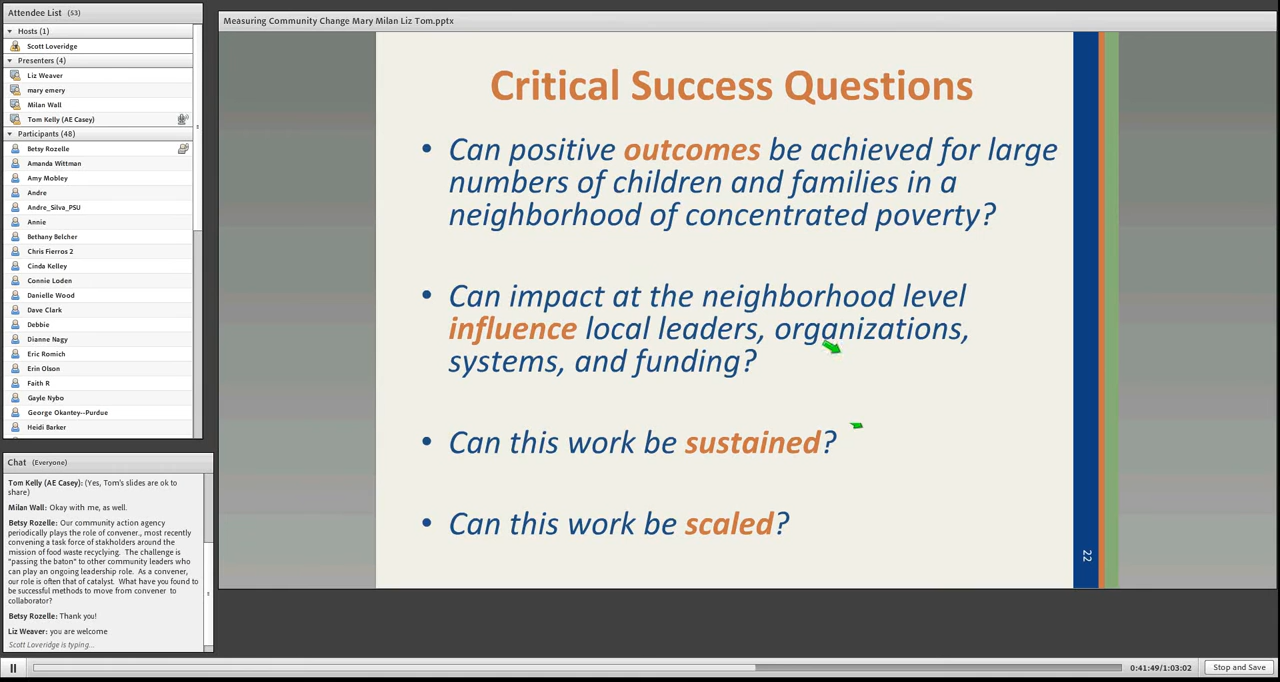 Attendee List (53)
Hosts (1)
Scott Loveridge
Presenters (4)
Liz Weaver
mary emery
Milan Wall
Tom Kelly (AE Casey)
Participants (48)
Betsy Rozelle
Amanda Wittman
Amy Mobley
Andre
Andre_Silva_PSU
Annie
Bethany Belcher
Chris Fierros 2
Cinda Kelley
Connie Loden
Danielle Wood
Dave Clark
Debbie
Dianne Nagy
Eric Romich
Erin Olson
Faith R
Gayle Nybo
George Okantey--Purdue
Heidi Barker
Chat (Everyone)
Tom Kelly (AE Casey): (Yes, Tom's slides are ok to
share)
Milan Wall: Okay with me, as well.
Betsy Rozelle: Our community action agency
periodically plays the role of convener., most recently
convening a task force of stakholders around the
mission of food waste recyclying. The challenge is
"passing the baton" to other community leaders who
can play an ongoing leadership role. As a convener,
our role is often that of catalyst. What have you found to
be successful methods to move from convener to
collaborator?
Betsy Rozelle: Thank you!
Liz Weaver: you are welcome
Scott Loveridge is typing...
Measuring Community Change Mary Milan Liz Tom.pptx
Critical Success Questions
• Can positive outcomes be achieved for large
numbers of children and families in a
neighborhood of concentrated poverty?
• Can impact at the neighborhood level
influence local leaders, organizations,
systems, and funding?
• Can this work be sustained?
• Can this work be scaled?
22
0:41:49/1:03:02
Stop and Save